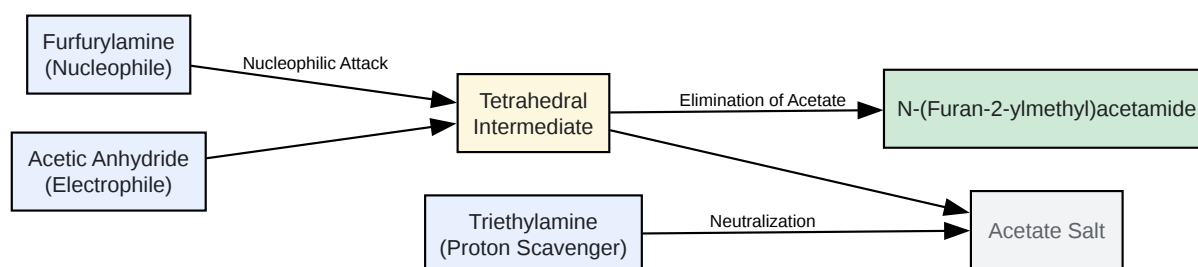 Furfurylamine
(Nucleophile)
Nucleophilic Attack
Acetic Anhydride
(Electrophile)
Tetrahedral
Intermediate
Elimination of Acetate
N-(Furan-2-ylmethyl)acetamide
Triethylamine
(Proton Scavenger)
Neutralization
Acetate Salt